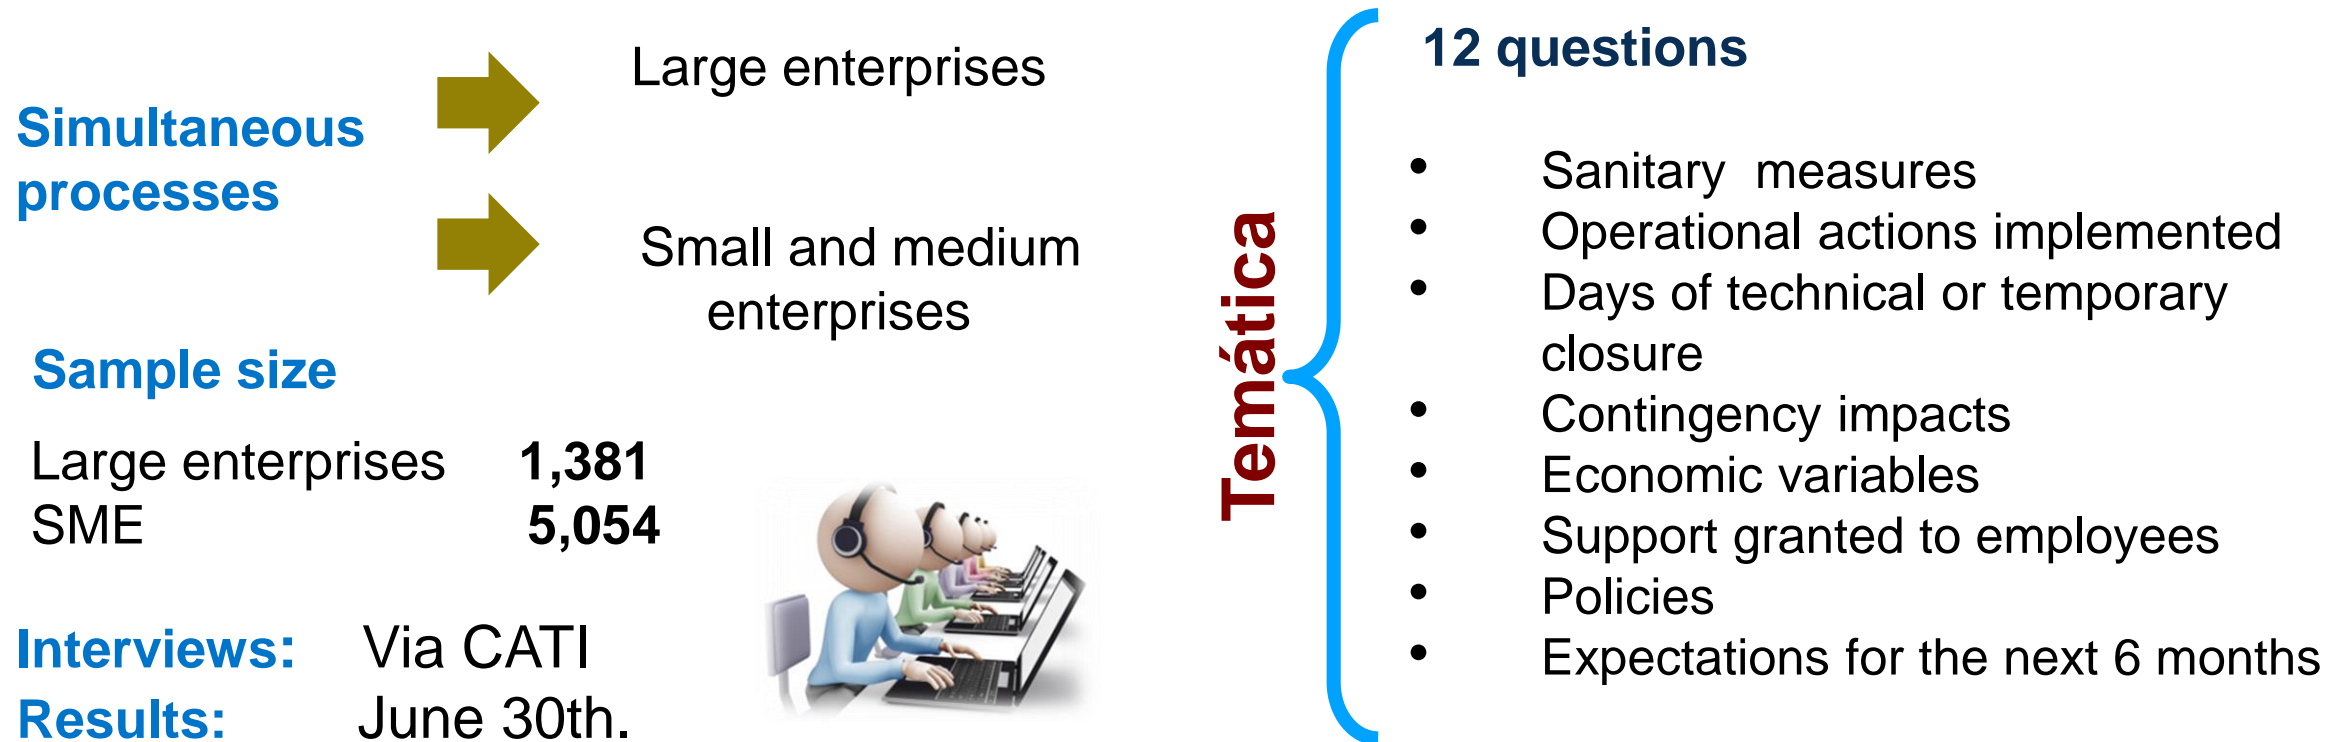 Simultaneous
processes
Large enterprises
Small and medium
enterprises
Sample size
Large enterprises 1,381
SME 5,054
Interviews: Via CATI
Results: June 30th.
Temática
12 questions
• Sanitary measures
• Operational actions implemented
• Days of technical or temporary
closure
• Contingency impacts
• Economic variables
• Support granted to employees
• Policies
• Expectations for the next 6 months